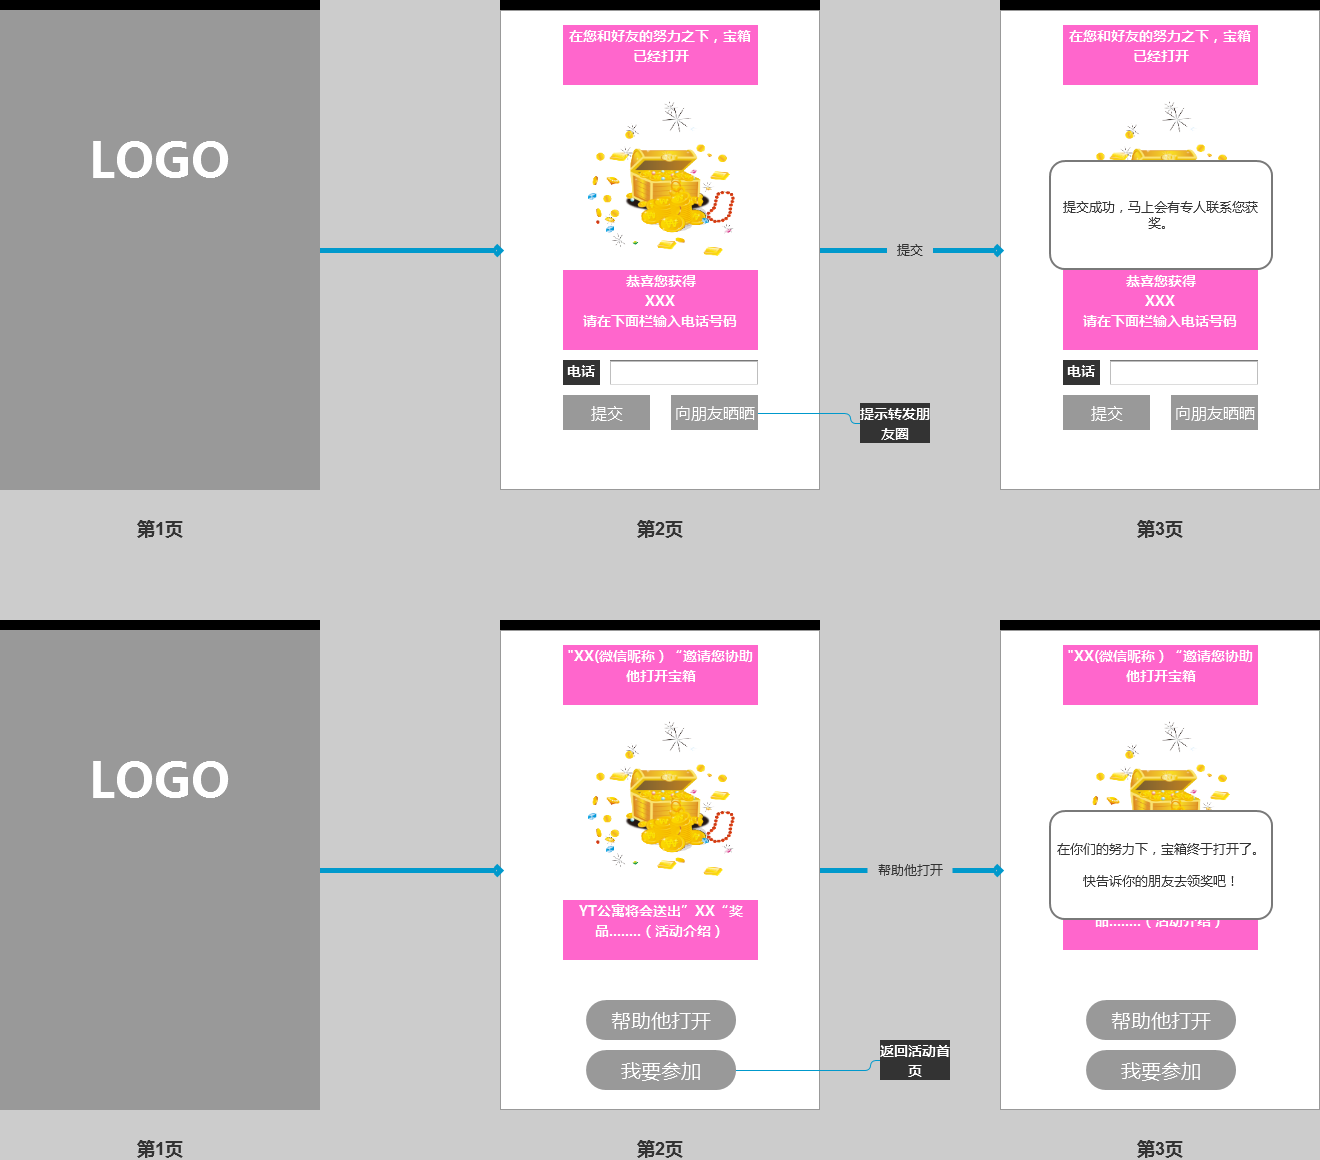 LOGO
在您和好友的努力之下，宝箱
已经打开
恭喜您获得
XXX
请在下面栏输入电话号码
电话
提交
向朋友晒晒
提示转发朋
友圈
提交
在您和好友的努力之下，宝箱
已经打开
提交成功，马上会有专人联系您获
奖。
恭喜您获得
XXX
请在下面栏输入电话号码
电话
提交
向朋友晒晒
第1页
第2页
第3页
LOGO
"XX(微信昵称）“邀请您协助
他打开宝箱
YT公寓将会送出”XX“奖
品........（活动介绍）
帮助他打开
我要参加
返回活动首
页
帮助他打开
"XX(微信昵称）“邀请您协助
他打开宝箱
在你们的努力下，宝箱终于打开了。
快告诉你的朋友去领奖吧！
品........（活动介绍）
帮助他打开
我要参加
第1页
第2页
第3页